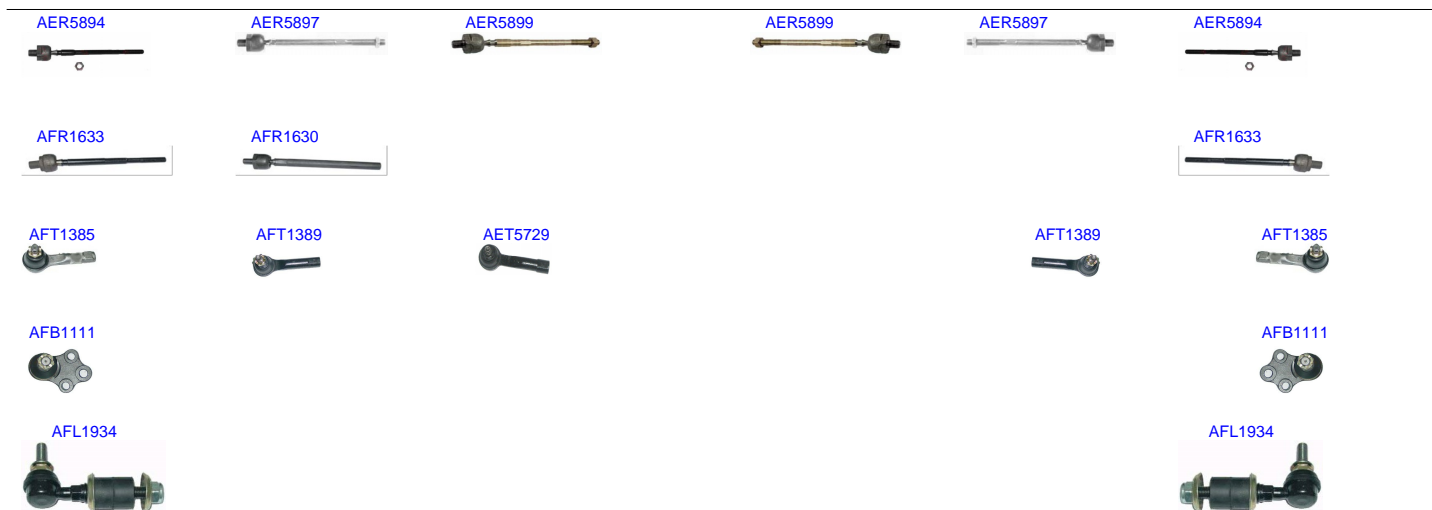 AER5894 AER5897 AER5899 AER5899 AER5897 AER5894
AFR1633 AFR1630 AFR1633
AFT1385 AFT1389 AET5729 AFT1389 AFT1385
AFB1111 AFB1111
AFL1934 AFL1934